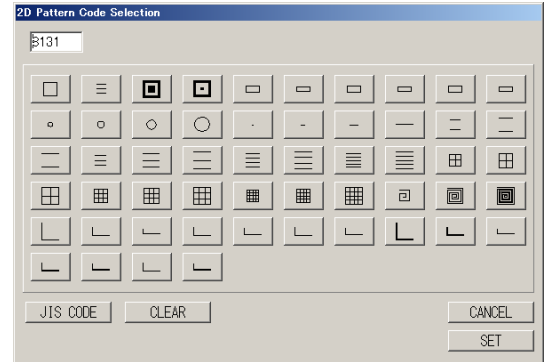 2D Pattern Code Selection
3131
JIS CODE
CLEAR
CANCEL
SET